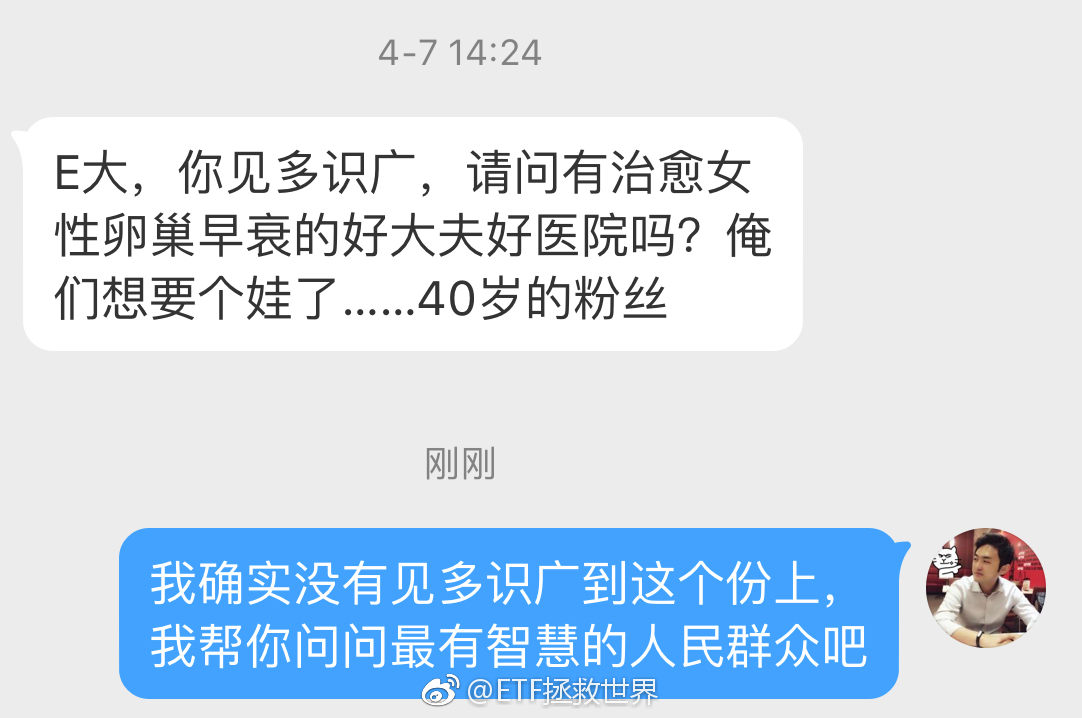 4-7 14:24
E大，你见多识广，请问有治愈女
性卵巢早衰的好大夫好医院吗？俺
们想要个娃了……40岁的粉丝
刚刚
我确实没有见多识广到这个份上，
我帮你问问最有智慧的人民群众吧
@ETF拯救世界